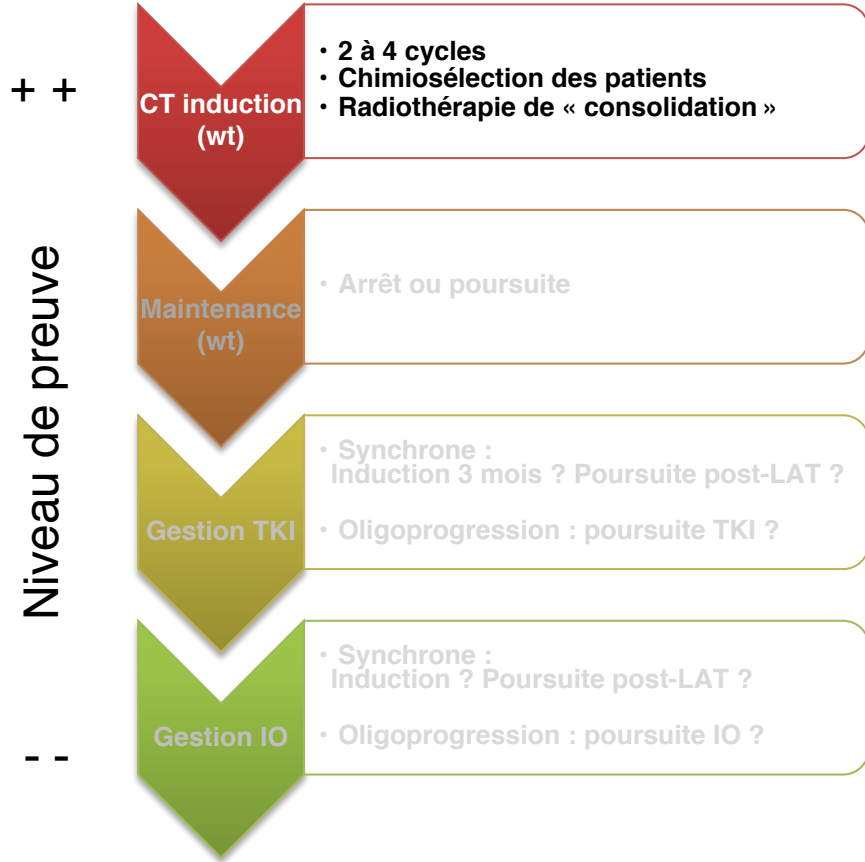 + +
Niveau de preuve
- -
CT induction
(wt)
• 2 à 4 cycles
• Chimiosélection des patients
• Radiothérapie de « consolidation »
Maintenance
(wt)
• Arrêt ou poursuite
Gestion TKI
• Synchrone :
Induction 3 mois ? Poursuite post-LAT ?
• Oligoprogression : poursuite TKI ?
Gestion IO
• Synchrone :
Induction ? Poursuite post-LAT ?
• Oligoprogression : poursuite IO ?